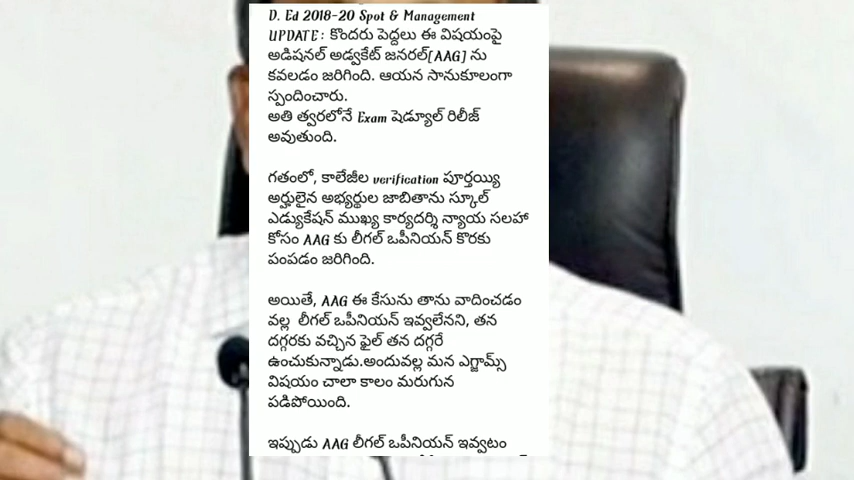 D. Ed 2018-20 Spot & Management
UPDATE : కొందరు పెద్దలు ఈ విషయంపై
అడిషనల్ అడ్వకేట్ జనరల్[AAG] ను
కవలడం జరిగింది. ఆయన సానుకూలంగా
స్పందించారు.
అతి త్వరలోనే Exam షెడ్యూల్ రిలీజ్
అవుతుంది.
గతంలో, కాలేజీల verification పూర్తయ్యి
అర్హులైన అభ్యర్థుల జాబితాను స్కూల్
ఎడ్యుకేషన్ ముఖ్య కార్యదర్శి న్యాయ సలహా
కోసం AAG కు లీగల్ ఒపీనియన్ కొరకు
పంపడం జరిగింది.
అయితే, AAG ఈ కేసును తాను వాదించడం
వల్ల లీగల్ ఒపీనియన్ ఇవ్వలేనని, తన
దగ్గరకు వచ్చిన ఫైల్ తన దగ్గరే
ఉంచుకున్నాడు.అందువల్ల మన ఎగ్జామ్స్
విషయం చాలా కాలం మరుగున
పడిపోయింది.
ఇప్పుడు AAG లీగల్ ఒపీనియన్ ఇవ్వటం